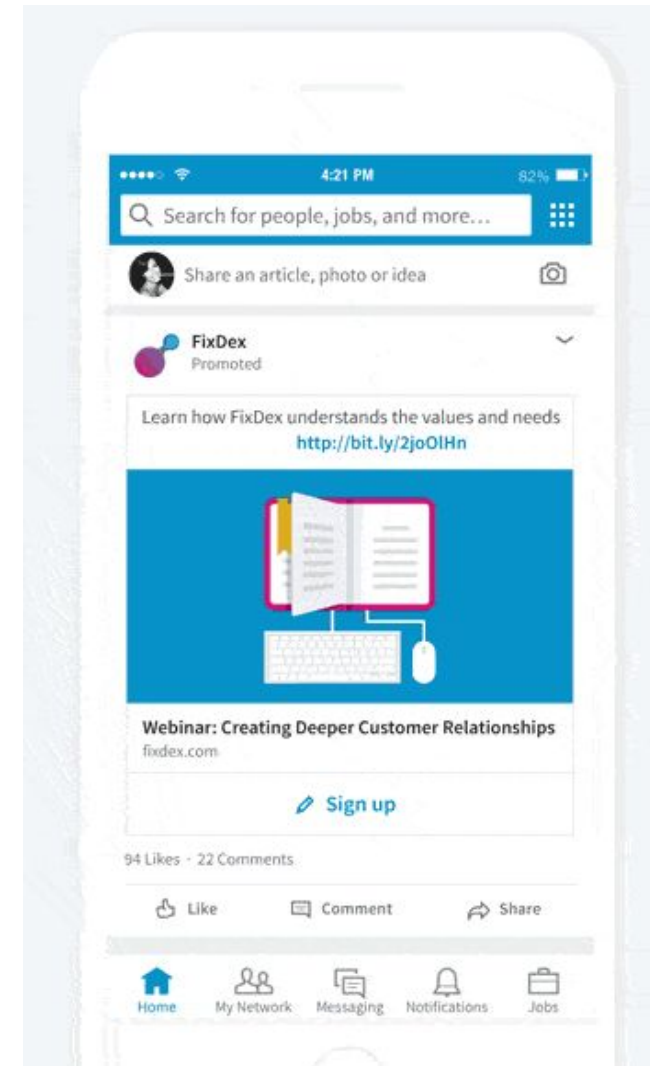 4:21 PM
82%
Search for people, jobs, and more...
Share an article, photo or idea
FixDex
Promoted
Learn how FixDex understands the values and needs
http://bit.ly/2joOlHn
Webinar: Creating Deeper Customer Relationships
fixdex.com
Sign up
94 Likes · 22 Comments
Like
Comment
Share
Home
My Network
Messaging
Notifications
Jobs